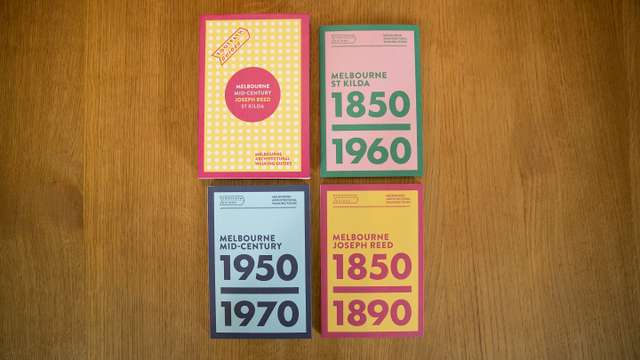 MELBOURNE
MID-CENTURY
JOSEPH REED
ST KILDA
MELBOURNE
ARCHITECTURAL
WALKING GUIDES
MELBOURNE
ST KILDA
1850
1960
MELBOURNE
MID-CENTURY
1950
1970
MELBOURNE
JOSEPH REED
1850
1890